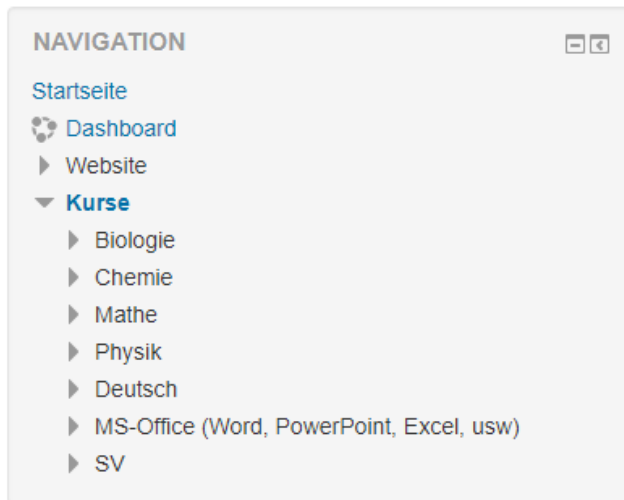 NAVIGATION
Startseite
Dashboard
Website
Kurse
Biologie
Chemie
Mathe
Physik
Deutsch
MS-Office (Word, PowerPoint, Excel, usw)
SV